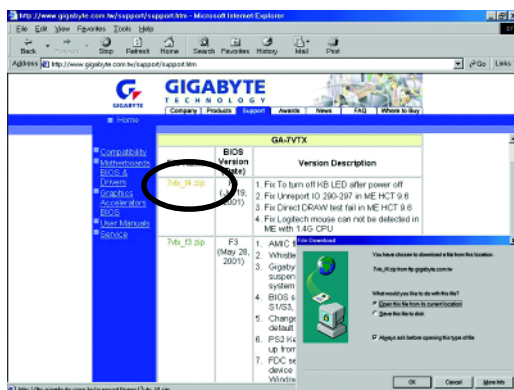 http://www.gigabyte.com.tw/support/support.htm - Microsoft Internet Explorer
File Edit View Favorites Tools Help
Back Forward Stop Refresh Home Search Favorites History Mail Print
Address http://www.gigabyte.com.tw/support/support.htm Go Links
GIGABYTE
GIGABYTE
TECHNOLOGY
Company Products Support Awards News FAQ Where to Buy
Home
Compatibility
Motherboards
BIOS &
Drivers
Graphics
Accelerators
BIOS
User Manuals
Service
GA-7VTX
BIOS
Version
(Date)
Version Description
7vtx_f4.zip
2001)
1. Fix To turn off KB LED after power off
2. Fix Unreport IO 290-297 in ME HCT 9.6
3. Fix Direct DRAW test fail in ME HCT 9.6
4. Fix Logitech mouse can not be detected in
ME with 1.4G CPU
7vtx_f3.zip
F3
(May 28,
2001)
1. AMIC
2. Whistle
3. Gigaby
suspen
system
4. BIOS s
S1/S3,
5. Change
default
6. PS2 Ke
up from
7. FDC se
device
Window
File Download
You have chosen to download a file from this location.
7vtx_f4.zip from ftp.gigabyte.com.tw
What would you like to do with this file?
Open this file from its current location
Save this file to disk
Always ask before opening this type of file
OK Cancel More Info